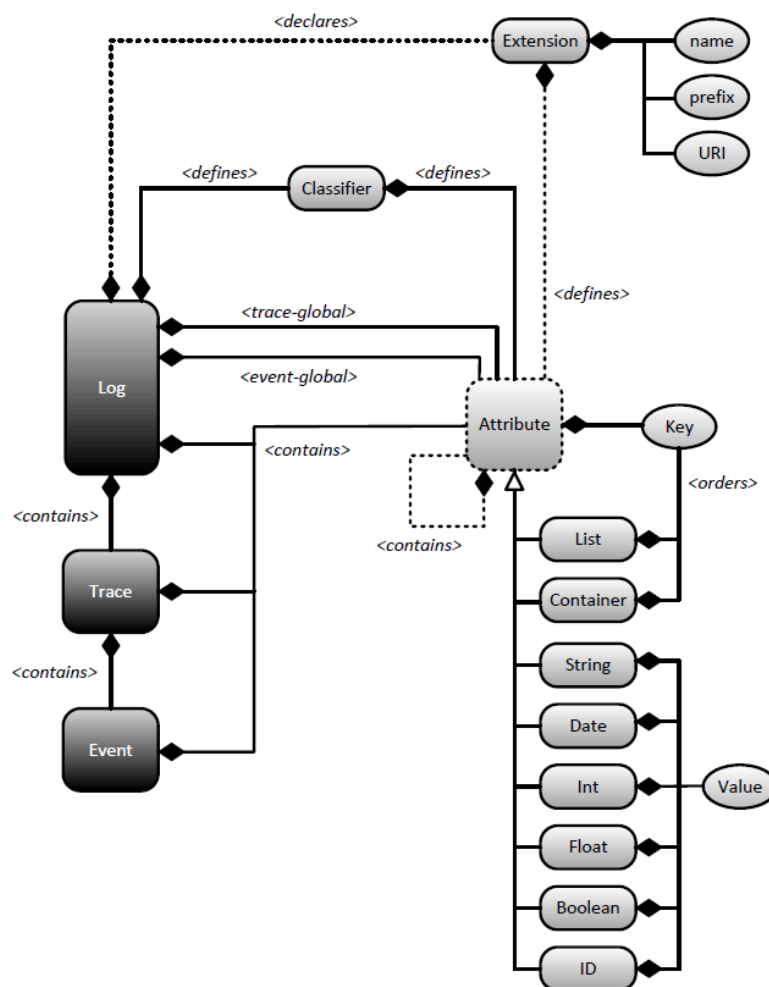 <declares>
Extension
name
prefix
URI
<defines>
Classifier
<defines>
<defines>
<trace-global>
Log
<event-global>
Attribute
Key
<contains>
<orders>
<contains>
List
<contains>
Trace
Container
String
<contains>
Event
Date
Int
Value
Float
Boolean
ID